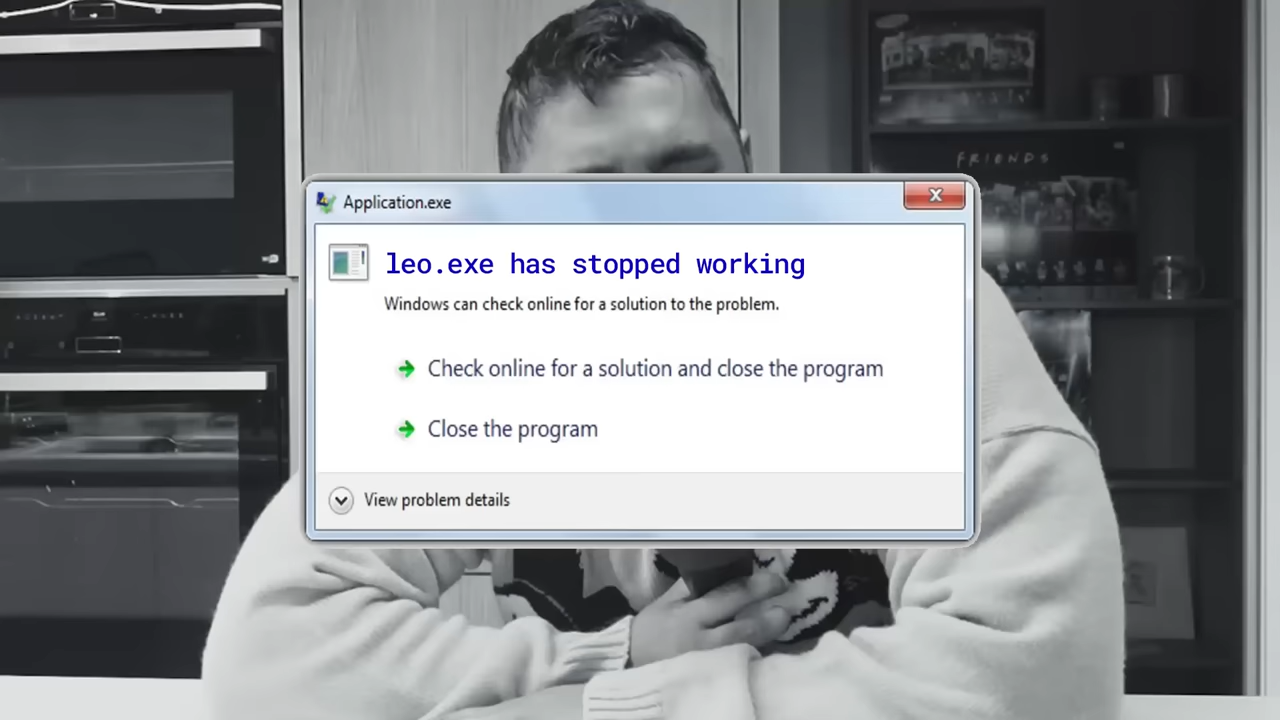 FRIENDS
Application.exe
leo.exe has stopped working
Windows can check online for a solution to the problem.
Check online for a solution and close the program
Close the program
View problem details